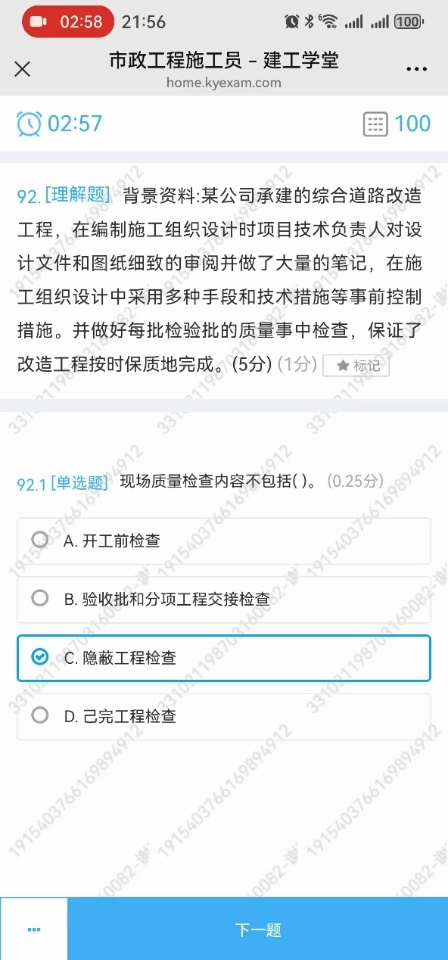 02:58 21:56 100
市政工程施工员 - 建工学堂
home.kyexam.com
02:57 100
92. [理解题] 背景资料:某公司承建的综合道路改造
工程，在编制施工组织设计时项目技术负责人对设
计文件和图纸细致的审阅并做了大量的笔记，在施
工组织设计中采用多种手段和技术措施等事前控制
措施。并做好每批检验批的质量事中检查，保证了
改造工程按时保质地完成。(5分) (1分) ★ 标记
92.1 [单选题] 现场质量检查内容不包括( )。 (0.25分)
A. 开工前检查
B. 验收批和分项工程交接检查
C. 隐蔽工程检查
D. 己完工程检查
下一题